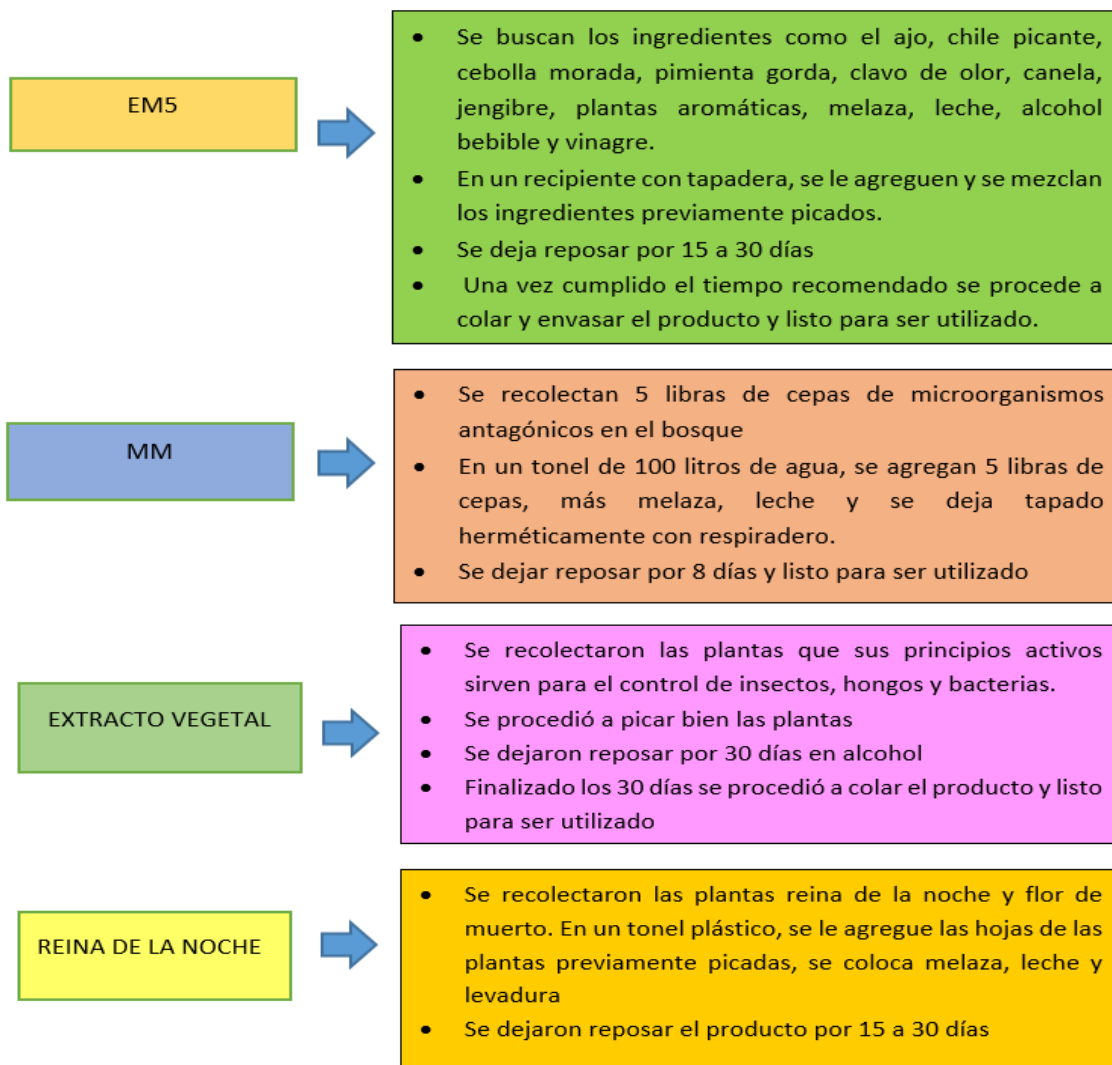 EM5
• Se buscan los ingredientes como el ajo, chile picante,
cebolla morada, pimienta gorda, clavo de olor, canela,
jengibre, plantas aromáticas, melaza, leche, alcohol
bebible y vinagre.
• En un recipiente con tapadera, se le agreguen y se mezclan
los ingredientes previamente picados.
• Se deja reposar por 15 a 30 días
• Una vez cumplido el tiempo recomendado se procede a
colar y envasar el producto y listo para ser utilizado.
MM
• Se recolectan 5 libras de cepas de microorganismos
antagónicos en el bosque
• En un tonel de 100 litros de agua, se agregan 5 libras de
cepas, más melaza, leche y se deja tapado
herméticamente con respiradero.
• Se dejar reposar por 8 días y listo para ser utilizado
EXTRACTO VEGETAL
• Se recolectaron las plantas que sus principios activos
sirven para el control de insectos, hongos y bacterias.
• Se procedió a picar bien las plantas
• Se dejaron reposar por 30 días en alcohol
• Finalizado los 30 días se procedió a colar el producto y listo
para ser utilizado
REINA DE LA NOCHE
• Se recolectaron las plantas reina de la noche y flor de
muerto. En un tonel plástico, se le agregue las hojas de las
plantas previamente picadas, se coloca melaza, leche y
levadura
• Se dejaron reposar el producto por 15 a 30 días